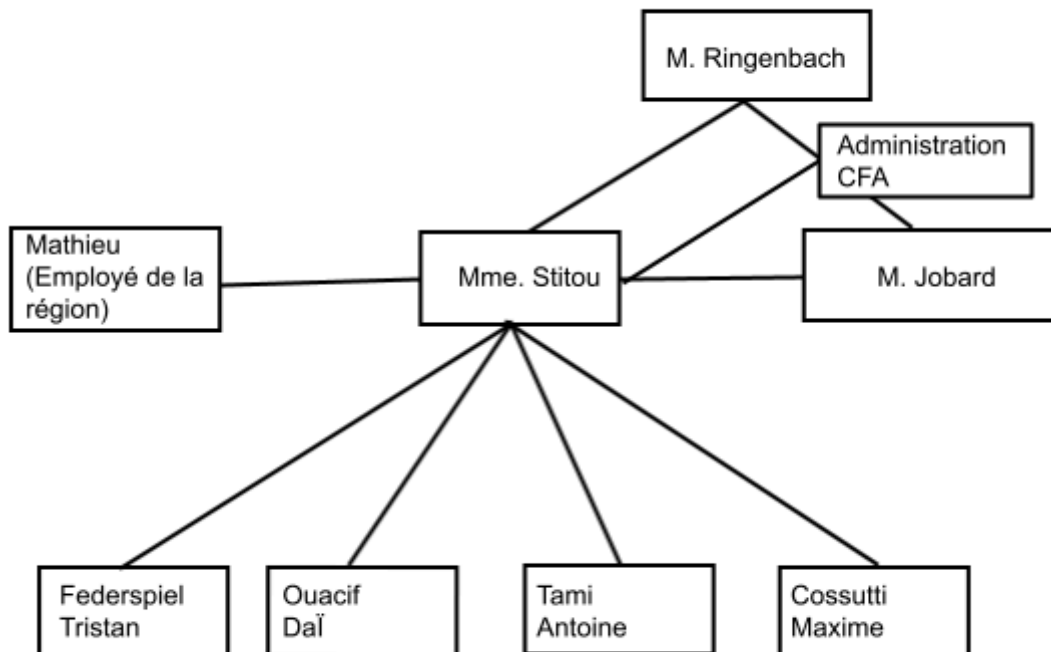 M. Ringenbach
Administration
CFA
Mathieu
(Employé de la
région)
Mme. Stitou
M. Jobard
Federspiel
Tristan
Ouacif
DaÏ
Tami
Antoine
Cossutti
Maxime